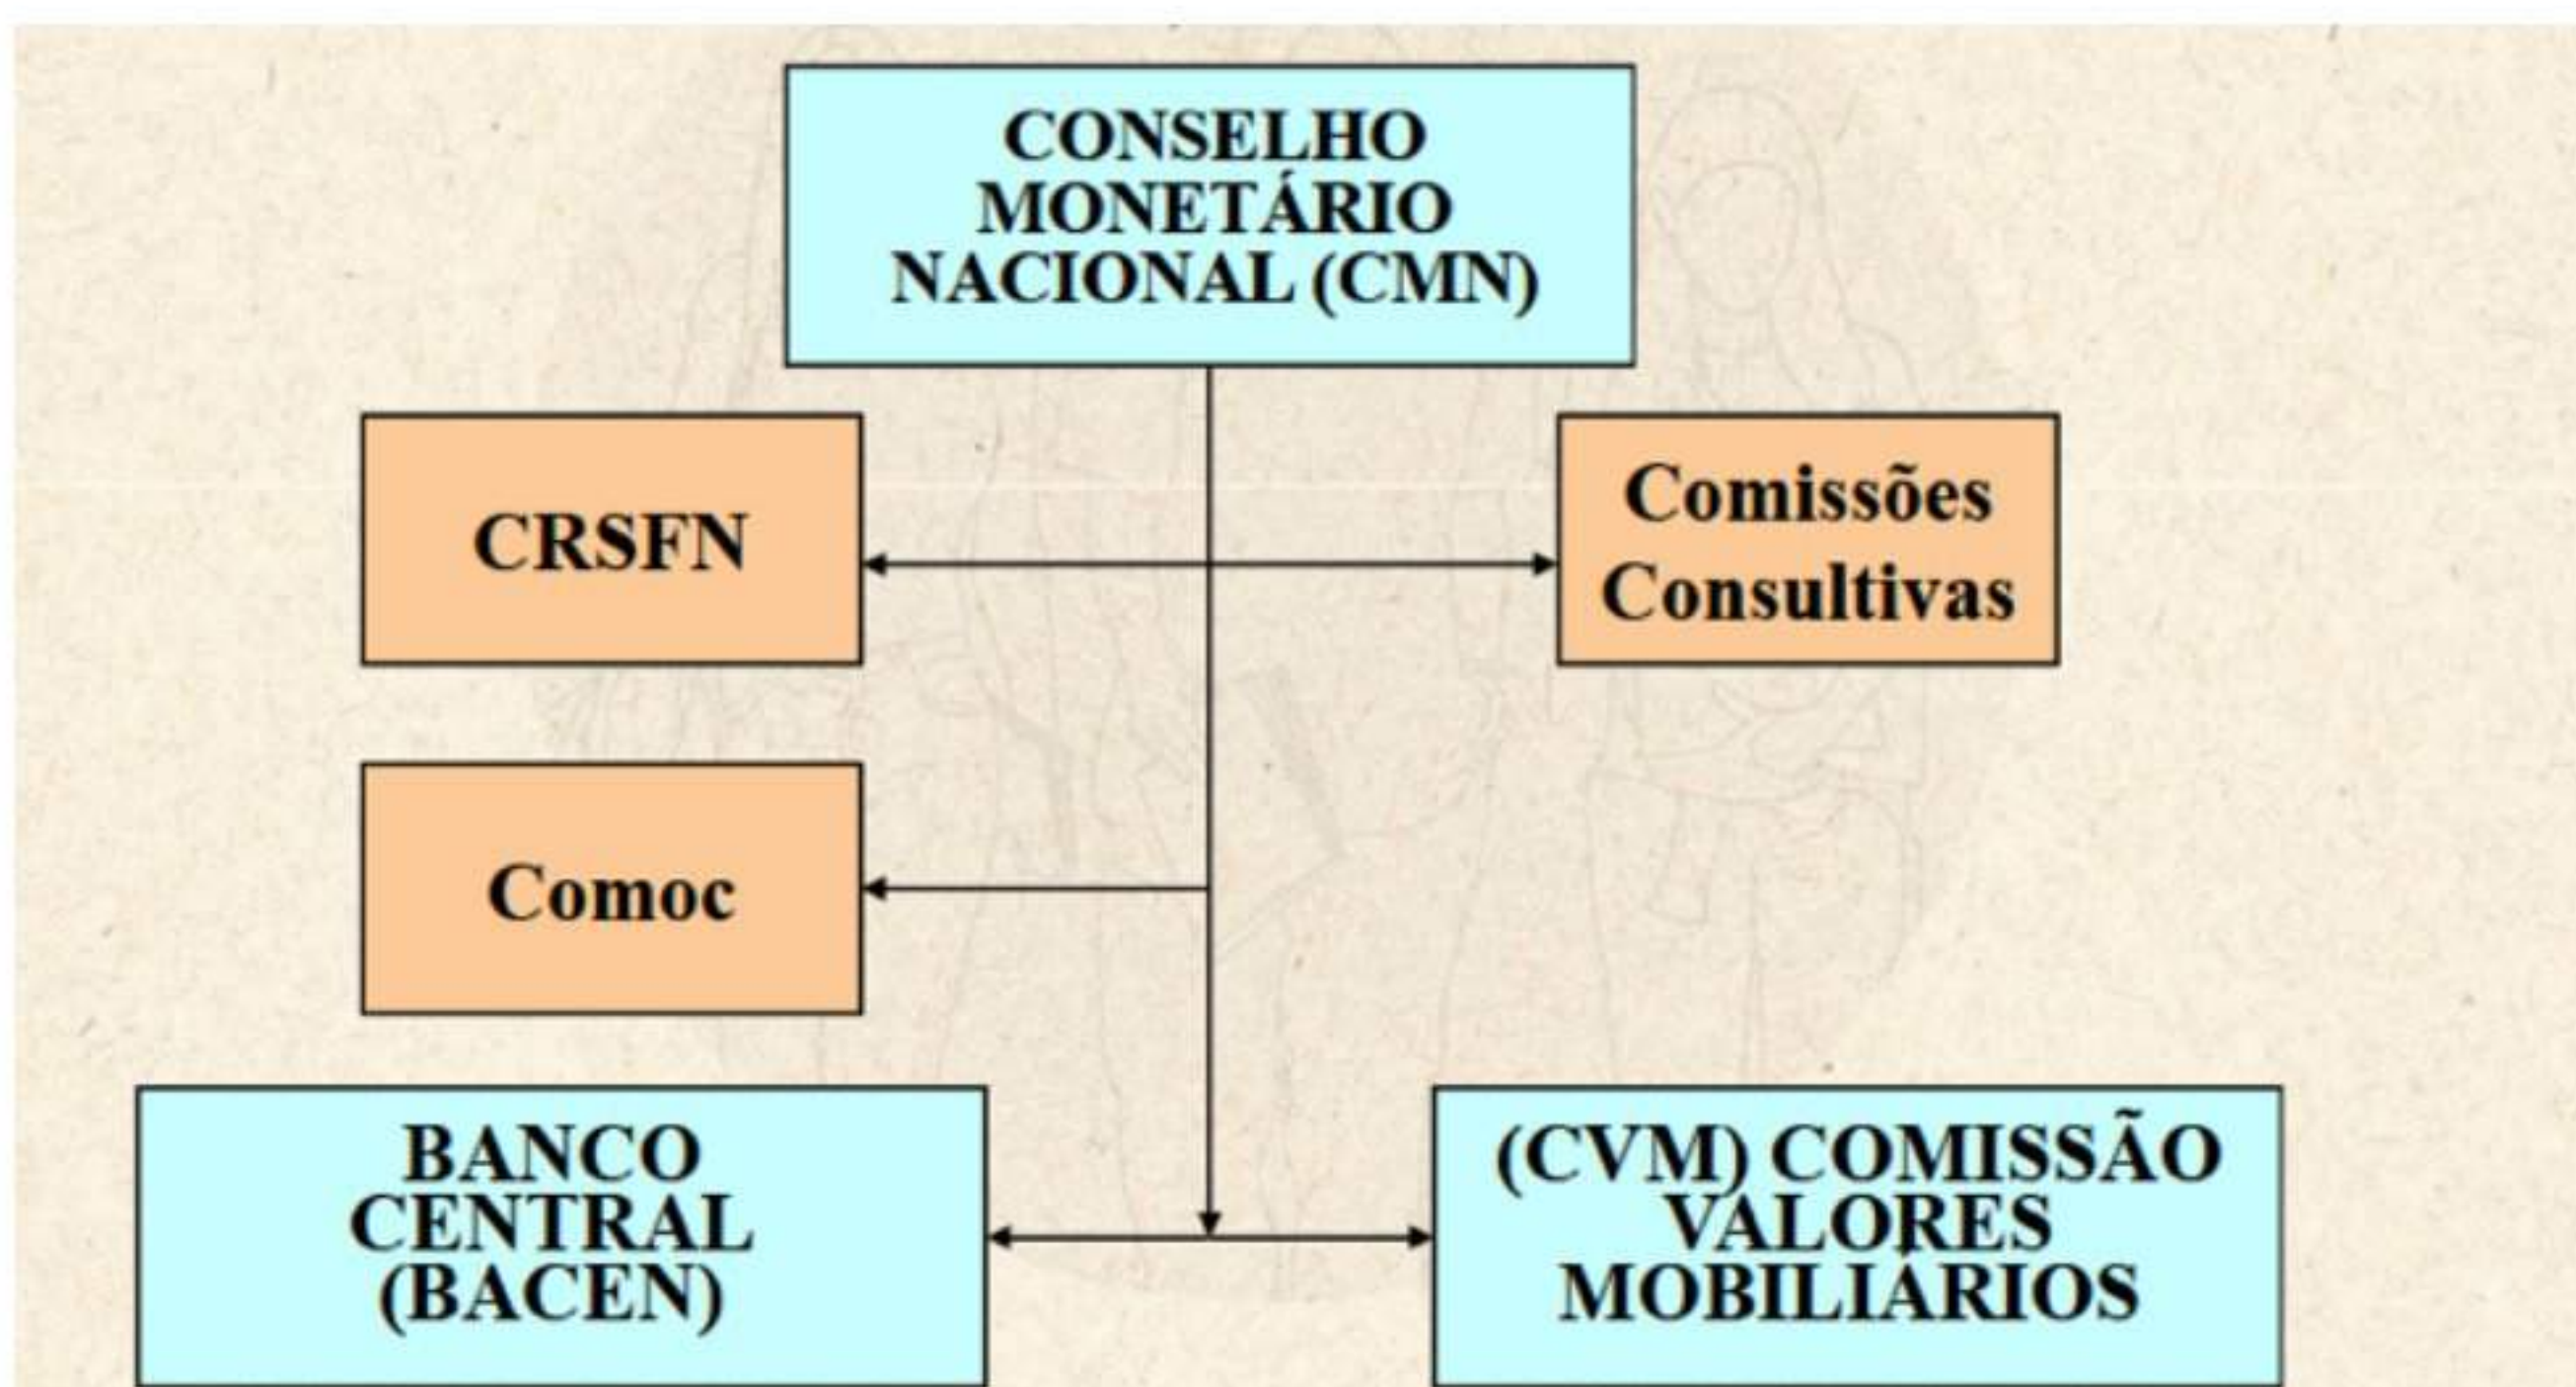 CONSELHO
MONETÁRIO
NACIONAL (CMN)
CRSFN
Comissões
Consultivas
Comoc
BANCO
CENTRAL
(BACEN)
(CVM) COMISSÃO
VALORES
MOBILIÁRIOS